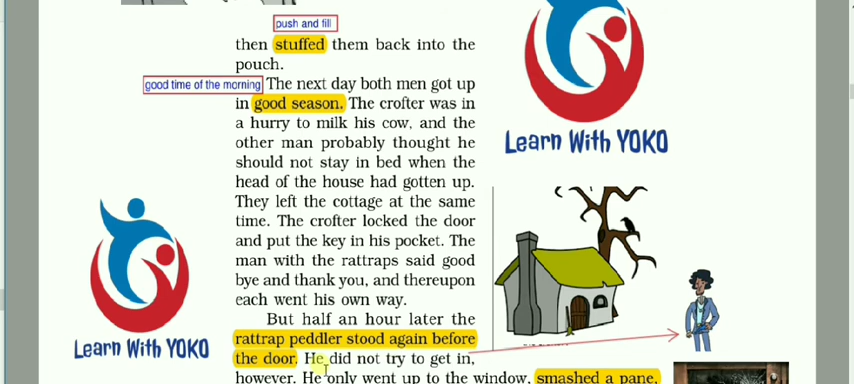 push and fill
then stuffed them back into the
pouch.
good time of the morning
The next day both men got up
in good season. The crofter was in
a hurry to milk his cow, and the
other man probably thought he
should not stay in bed when the
head of the house had gotten up.
They left the cottage at the same
time. The crofter locked the door
and put the key in his pocket. The
man with the rattraps said good
bye and thank you, and thereupon
each went his own way.
But half an hour later the
rattrap peddler stood again before
the door. He did not try to get in,
however. He only went up to the window, smashed a pane,
Learn With YOKO
Learn With YOKO